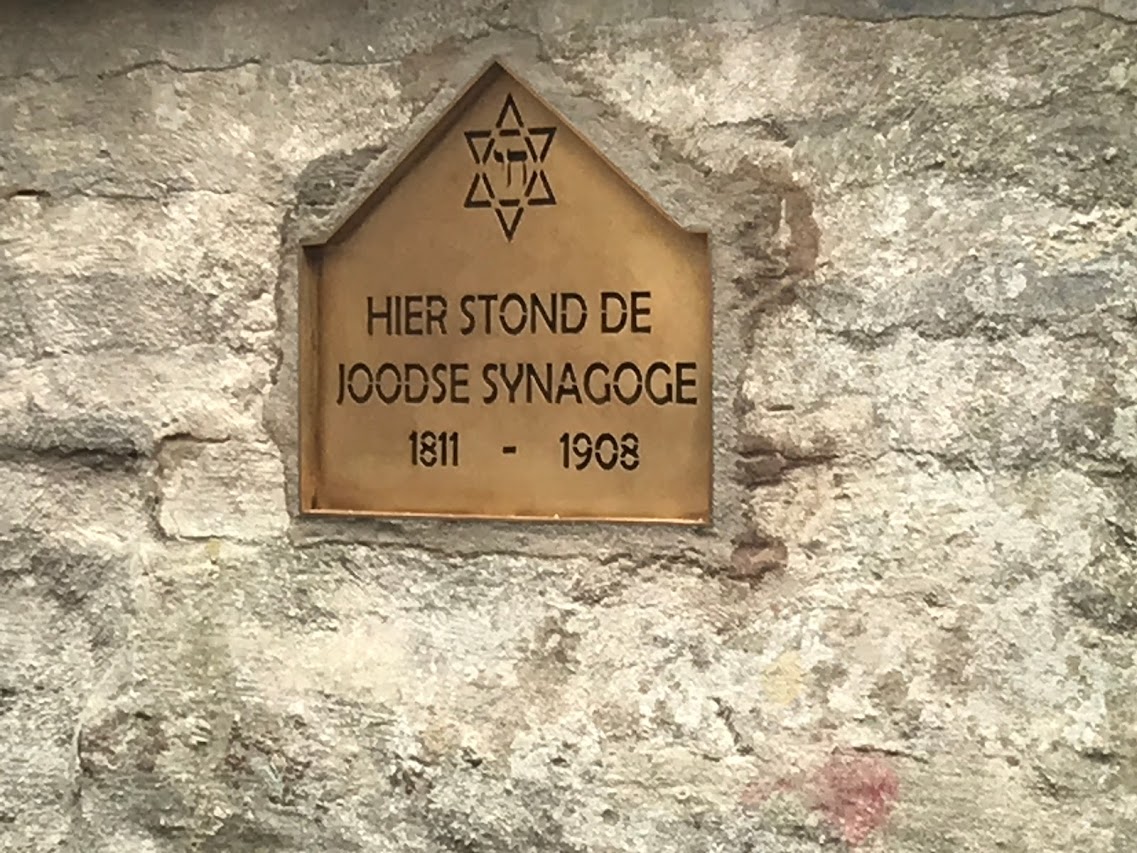 חי
HIER STOND DE
JOODSE SYNAGOGE
1811 - 1908